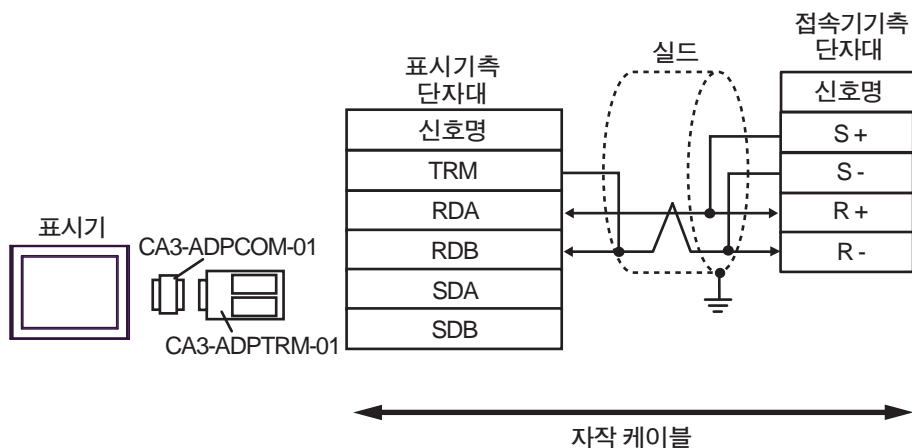 접속기기측
단자대
실드
표시기측
단자대
신호명
신호명
S +
TRM
S -
RDA
R +
표시기
CA3-ADPCOM-01
RDB
R -
SDA
SDB
CA3-ADPTRM-01
자작 케이블